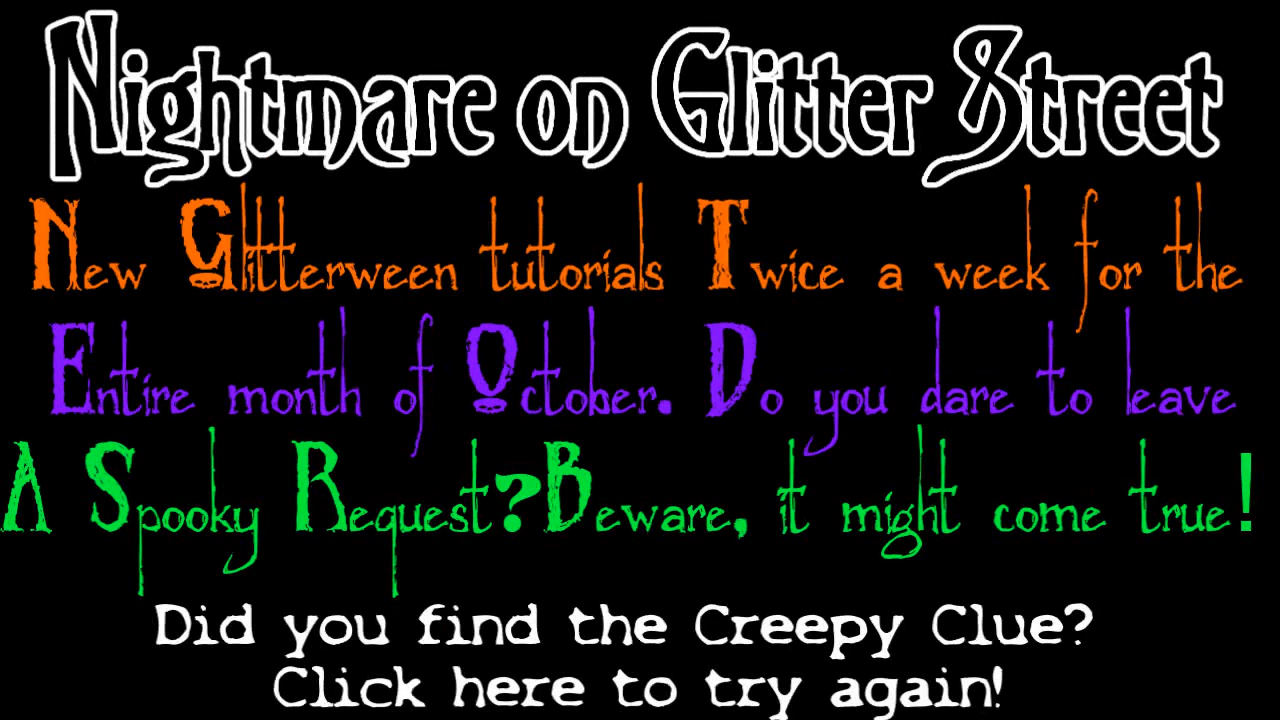 Nightmare on Glitter Street
New Glitterween tutorials Twice a week for the
Entire month of October. Do you dare to leave
A Spooky Request?Beware, it might come true!
Did you find the Creepy Clue?
Click here to try again!